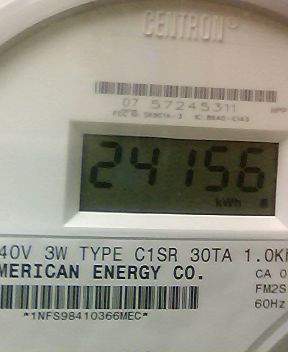 CENTRON®
07 57245311
24156
kWh
40V 3W TYPE C1SR 30TA 1.0K
MERICAN ENERGY CO.
CA 0
FM2S
60Hz
*1NFS98410366MEC*